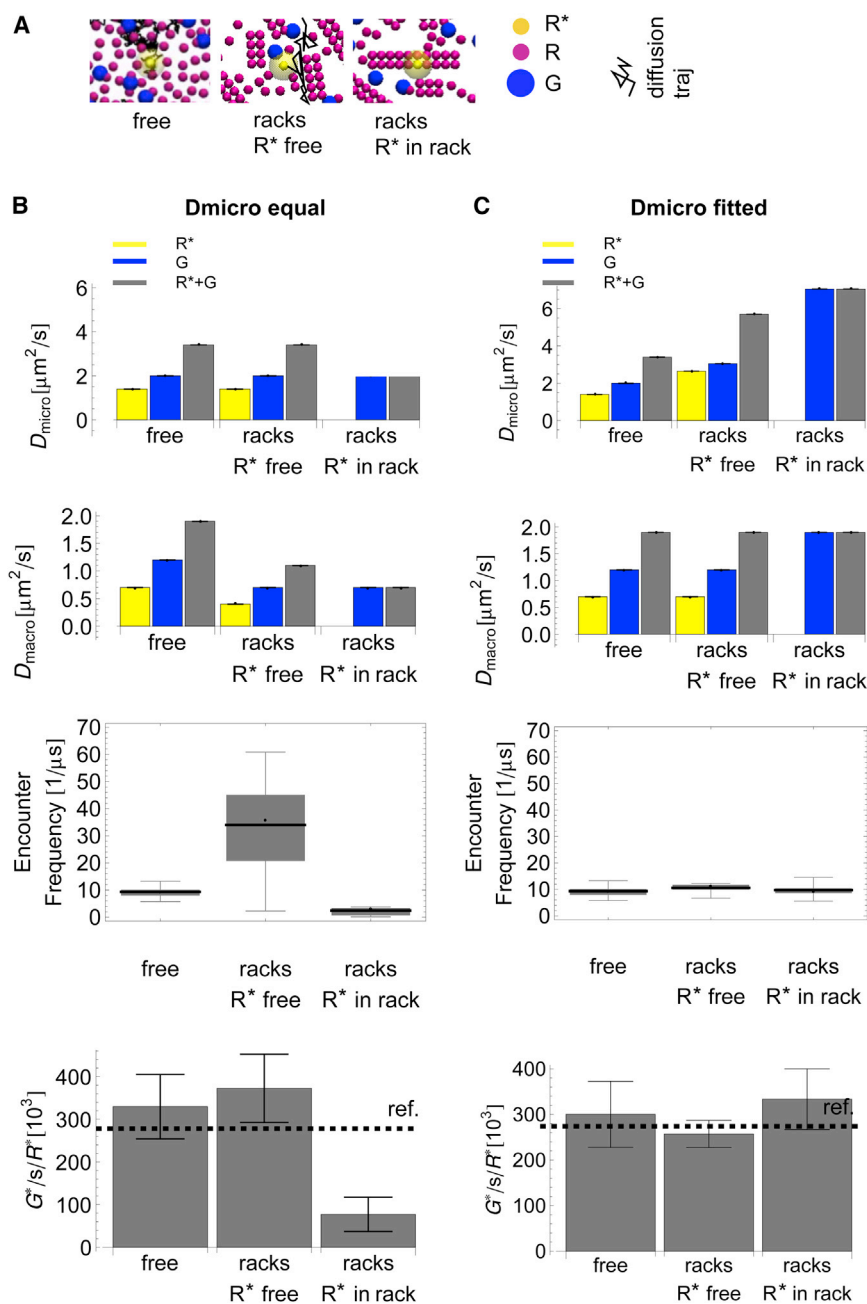 A
R*
R
G
diffusion
traj
free
racks
R* free
racks
R* in rack
B
Dmicro equal
R*
G
R*+G
6
4
2
0
Dmicro [μm²/s]
free
racks
R* free
racks
R* in rack
2.0
1.5
1.0
0.5
0.0
Dmacro [μm²/s]
free
racks
R* free
racks
R* in rack
70
60
50
40
30
20
10
0
Encounter
Frequency [1/μs]
free
racks
R* free
racks
R* in rack
400
300
200
100
0
G*/s/R* [10³]
ref.
free
racks
R* free
racks
R* in rack
C
Dmicro fitted
R*
G
R*+G
6
4
2
0
Dmicro [μm²/s]
free
racks
R* free
racks
R* in rack
2.0
1.5
1.0
0.5
0.0
Dmacro [μm²/s]
free
racks
R* free
racks
R* in rack
70
60
50
40
30
20
10
0
Encounter
Frequency [1/μs]
free
racks
R* free
racks
R* in rack
400
300
200
100
0
G*/s/R* [10³]
ref.
free
racks
R* free
racks
R* in rack